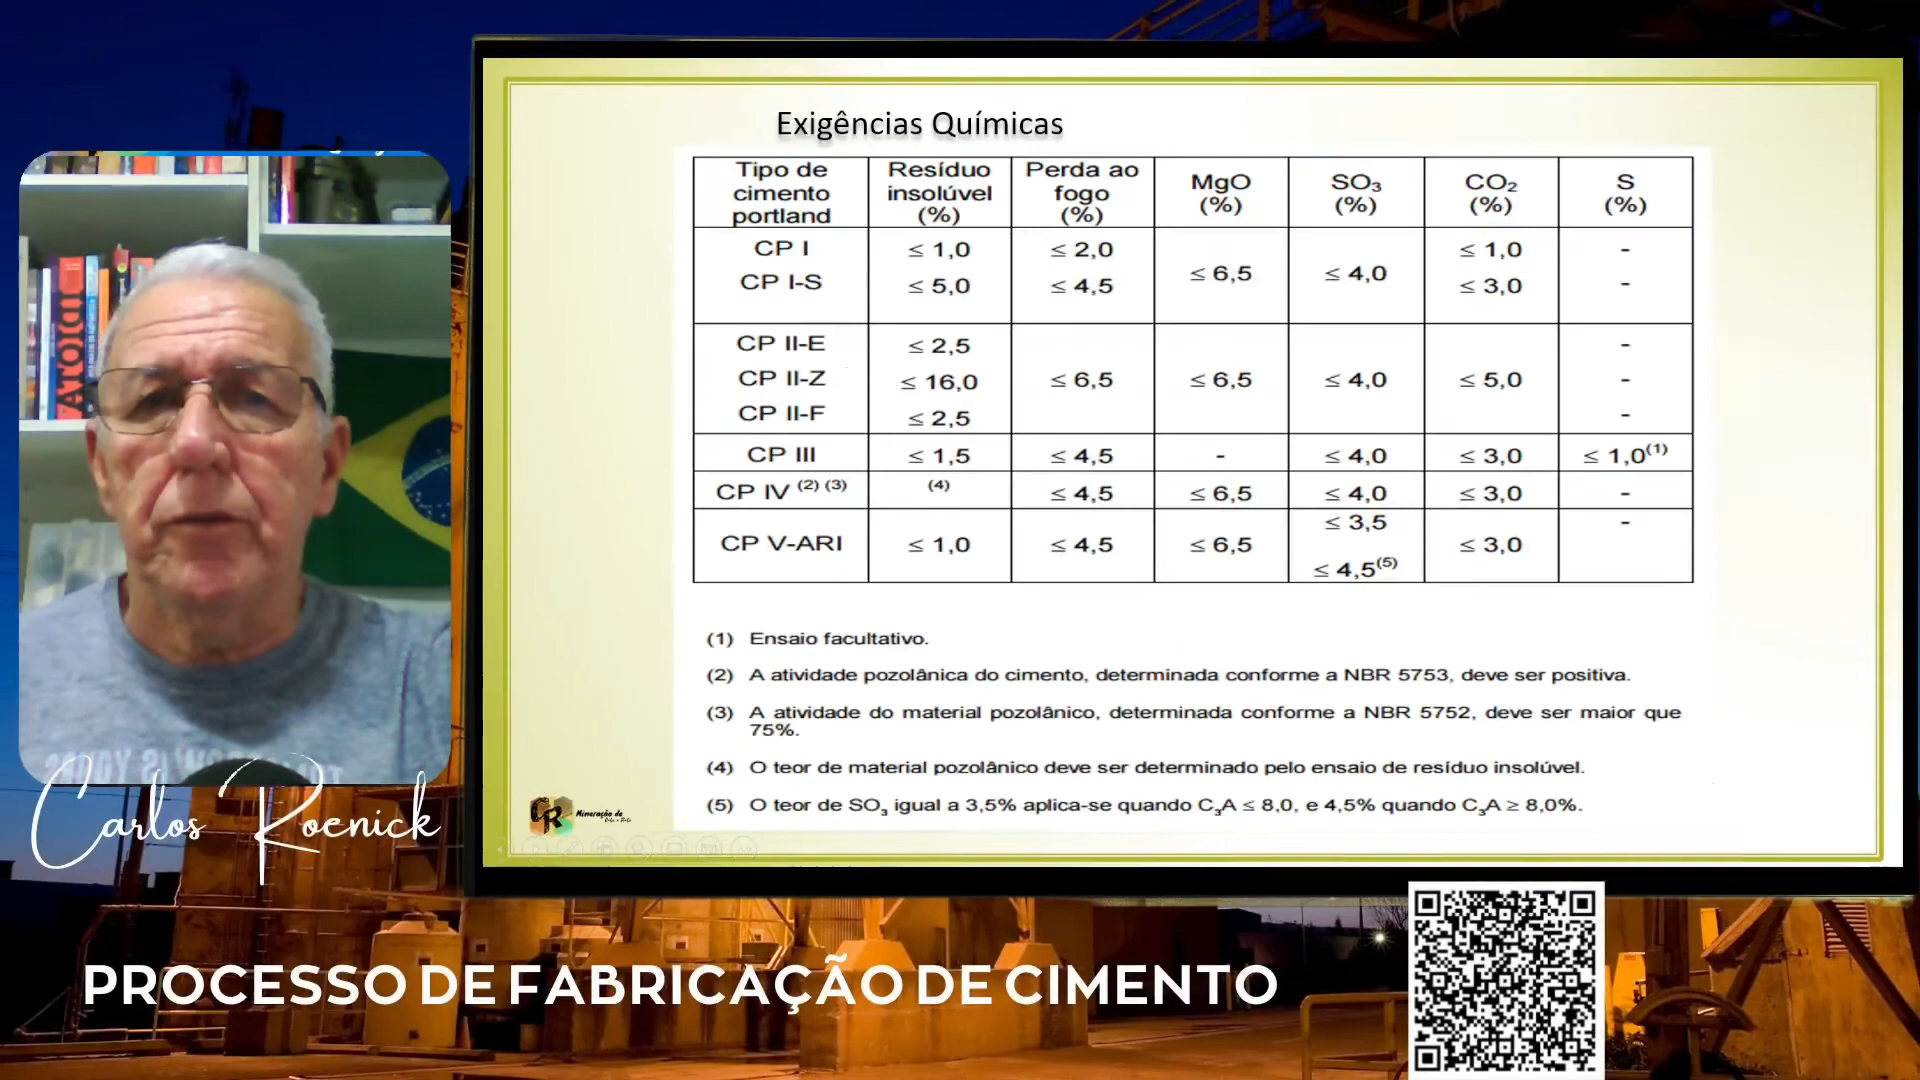 Exigências Químicas
Tipo de cimento portland Resíduo insolúvel (%) Perda ao fogo (%) MgO (%) SO₃ (%) CO₂ (%) S (%)
CP I ≤ 1,0 ≤ 2,0 ≤ 6,5 ≤ 4,0 ≤ 1,0 -
CP I-S ≤ 5,0 ≤ 4,5 ≤ 3,0 -
CP II-E ≤ 2,5 -
CP II-Z ≤ 16,0 ≤ 6,5 ≤ 6,5 ≤ 4,0 ≤ 5,0 -
CP II-F ≤ 2,5 -
CP III ≤ 1,5 ≤ 4,5 - ≤ 4,0 ≤ 3,0 ≤ 1,0(1)
CP IV (2) (3) (4) ≤ 4,5 ≤ 6,5 ≤ 4,0 ≤ 3,0 -
CP V-ARI ≤ 1,0 ≤ 4,5 ≤ 6,5 ≤ 3,5 ≤ 4,5(5) ≤ 3,0 -
(1) Ensaio facultativo.
(2) A atividade pozolânica do cimento, determinada conforme a NBR 5753, deve ser positiva.
(3) A atividade do material pozolânico, determinada conforme a NBR 5752, deve ser maior que
75%.
(4) O teor de material pozolânico deve ser determinado pelo ensaio de resíduo insolúvel.
(5) O teor de SO₃ igual a 3,5% aplica-se quando C₃A ≤ 8,0, e 4,5% quando C₃A ≥ 8,0%.
CR Mineração de
Carlos Roenick
PROCESSO DE FABRICAÇÃO DE CIMENTO